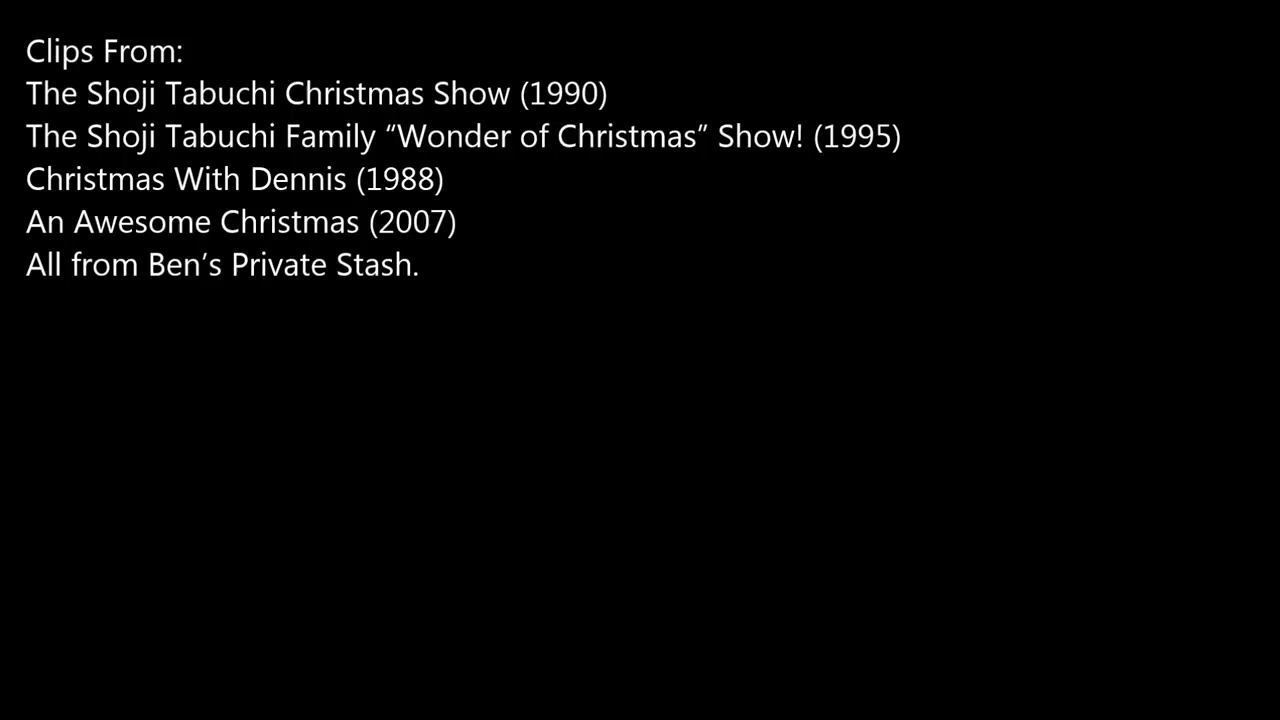 Clips From:
The Shoji Tabuchi Christmas Show (1990)
The Shoji Tabuchi Family “Wonder of Christmas” Show! (1995)
Christmas With Dennis (1988)
An Awesome Christmas (2007)
All from Ben’s Private Stash.